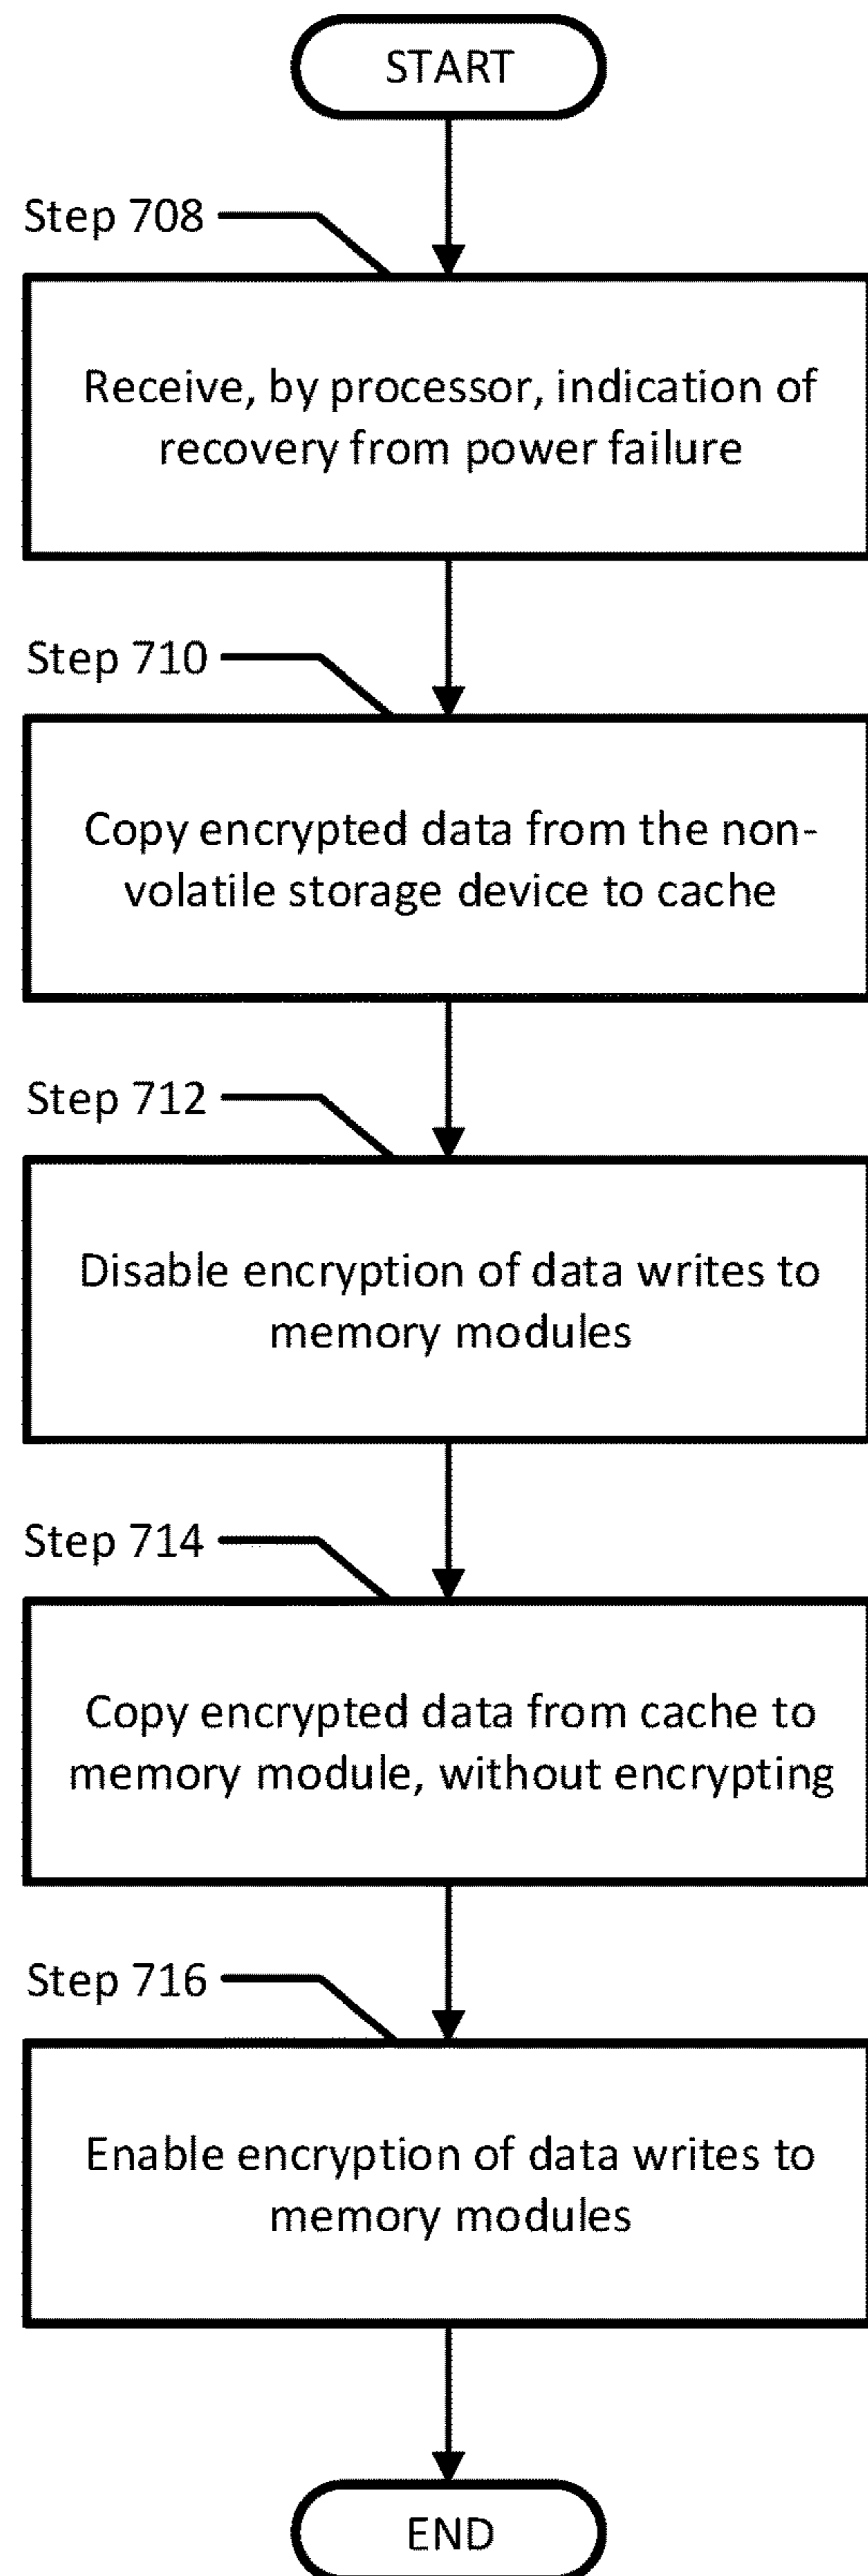 START
Step 708
Receive, by processor, indication of
recovery from power failure
Step 710
Copy encrypted data from the non-
volatile storage device to cache
Step 712
Disable encryption of data writes to
memory modules
Step 714
Copy encrypted data from cache to
memory module, without encrypting
Step 716
Enable encryption of data writes to
memory modules
END